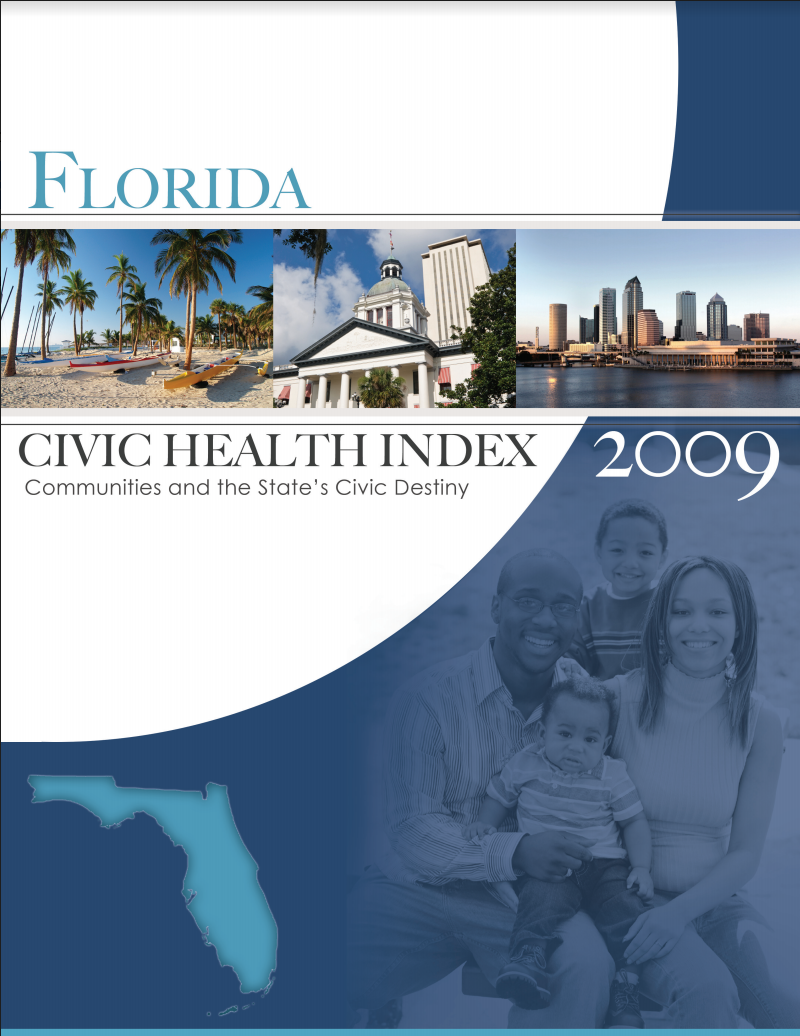 FLORIDA
CIVIC HEALTH INDEX 2009
Communities and the State's Civic Destiny